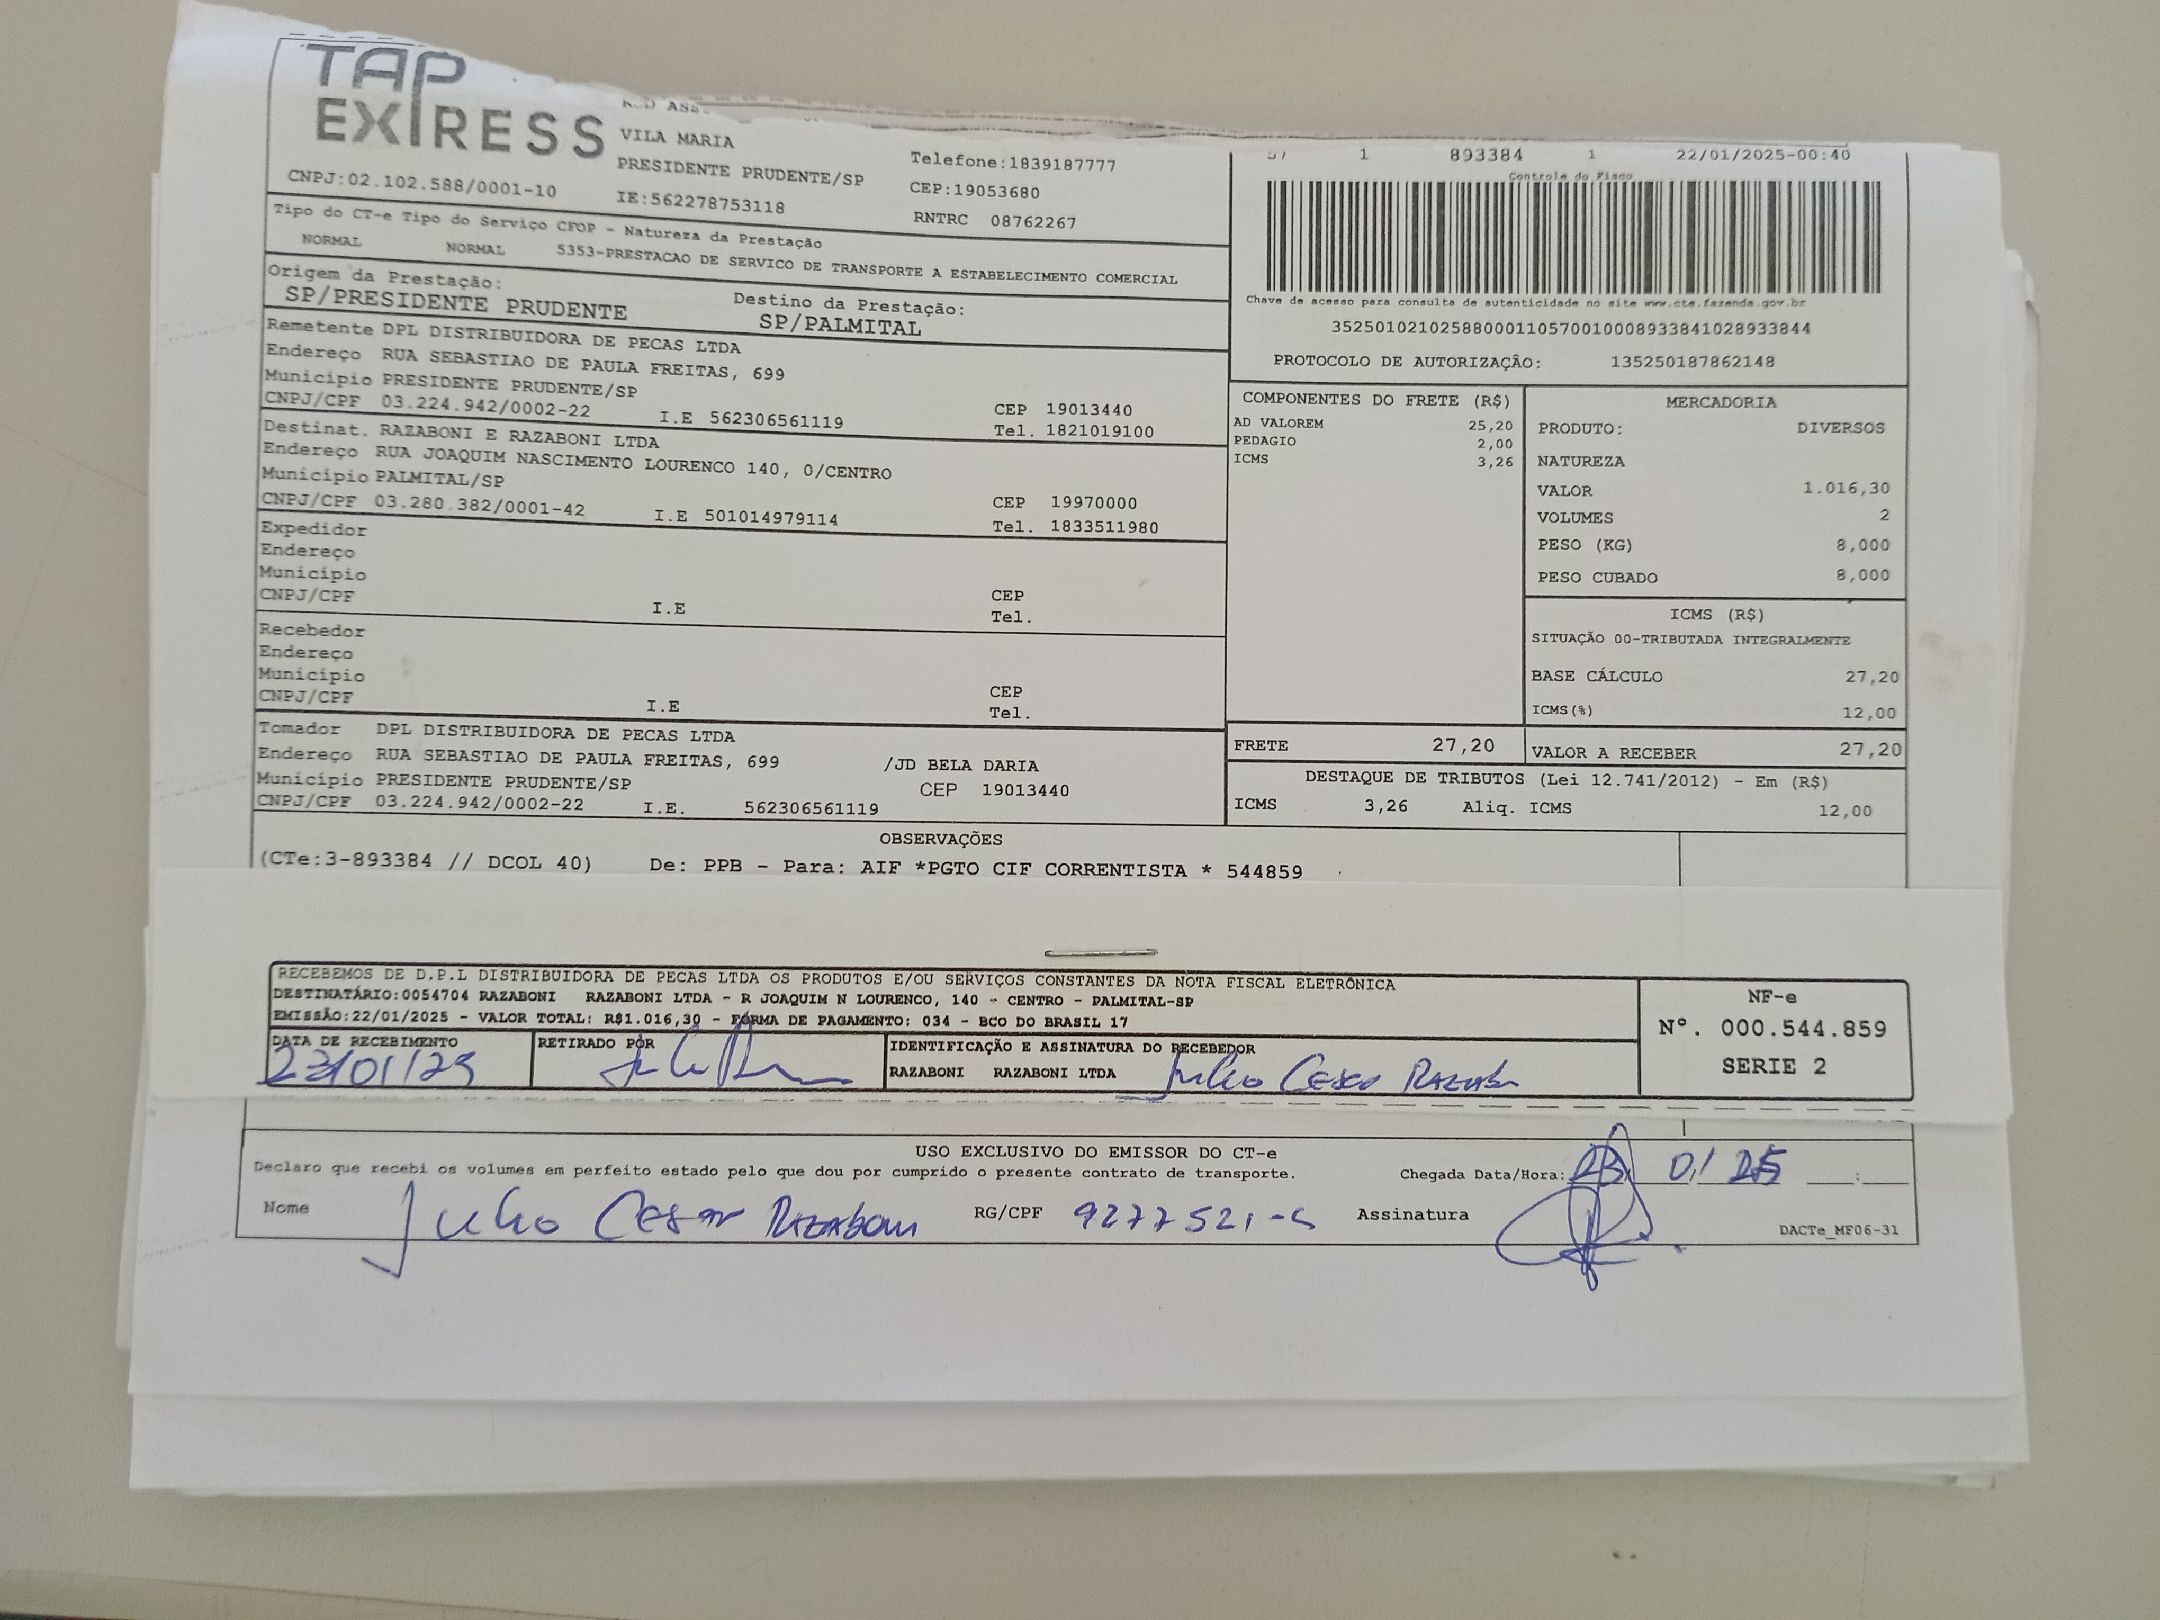 TAP
EXPRESS
VILA MARIA
PRESIDENTE PRUDENTE/SP
Telefone:1839187777
CEP:19053680
CNPJ:02.102.588/0001-10
IE:562278753118
RNTRC 08762267
57 1 893384 1 22/01/2025-00:40
Controle do Fisco
Tipo do CT-e Tipo do Serviço CFOP - Natureza da Prestação
NORMAL NORMAL 5353-PRESTACAO DE SERVICO DE TRANSPORTE A ESTABELECIMENTO COMERCIAL
Origem da Prestação:
SP/PRESIDENTE PRUDENTE
Destino da Prestação:
SP/PALMITAL
Chave de acesso para consulta de autenticidade no site www.cte.fazenda.gov.br
35250102102588000110570010008933841028933844
PROTOCOLO DE AUTORIZAÇÂO: 135250187862148
Remetente DPL DISTRIBUIDORA DE PECAS LTDA
Endereço RUA SEBASTIAO DE PAULA FREITAS, 699
Município PRESIDENTE PRUDENTE/SP
CNPJ/CPF 03.224.942/0002-22 I.E 562306561119
CEP 19013440
Tel. 1821019100
Destinat. RAZABONI E RAZABONI LTDA
Endereço RUA JOAQUIM NASCIMENTO LOURENCO 140, 0/CENTRO
Município PALMITAL/SP
CNPJ/CPF 03.280.382/0001-42 I.E 501014979114
CEP 19970000
Tel. 1833511980
Expedidor
Endereço
Município
CNPJ/CPF I.E
CEP
Tel.
Recebedor
Endereço
Município
CNPJ/CPF I.E
CEP
Tel.
Tomador DPL DISTRIBUIDORA DE PECAS LTDA
Endereço RUA SEBASTIAO DE PAULA FREITAS, 699 /JD BELA DARIA
Município PRESIDENTE PRUDENTE/SP CEP 19013440
CNPJ/CPF 03.224.942/0002-22 I.E. 562306561119
COMPONENTES DO FRETE (R$)
AD VALOREM 25,20
PEDAGIO 2,00
ICMS 3,26
MERCADORIA
PRODUTO: DIVERSOS
NATUREZA
VALOR 1.016,30
VOLUMES 2
PESO (KG) 8,000
PESO CUBADO 8,000
ICMS (R$)
SITUAÇÃO 00-TRIBUTADA INTEGRALMENTE
BASE CÁLCULO 27,20
ICMS(%) 12,00
FRETE 27,20 VALOR A RECEBER 27,20
DESTAQUE DE TRIBUTOS (Lei 12.741/2012) - Em (R$)
ICMS 3,26 Aliq. ICMS 12,00
OBSERVAÇÕES
(CTe:3-893384 // DCOL 40) De: PPB - Para: AIF *PGTO CIF CORRENTISTA * 544859
RECEBEMOS DE D.P.L DISTRIBUIDORA DE PECAS LTDA OS PRODUTOS E/OU SERVIÇOS CONSTANTES DA NOTA FISCAL ELETRÔNICA
DESTINATÁRIO:0054704 RAZABONI RAZABONI LTDA - R JOAQUIM N LOURENCO, 140 - CENTRO - PALMITAL-SP
EMISSÃO:22/01/2025 - VALOR TOTAL: R$1.016,30 - FORMA DE PAGAMENTO: 034 - BCO DO BRASIL 17
NF-e
Nº. 000.544.859
SERIE 2
DATA DE RECEBIMENTO
23/01/25
RETIRADO POR
IDENTIFICAÇÃO E ASSINATURA DO RECEBEDOR
RAZABONI RAZABONI LTDA Julio Cesar
USO EXCLUSIVO DO EMISSOR DO CT-e
Declaro que recebi os volumes em perfeito estado pelo que dou por cumprido o presente contrato de transporte.
Chegada Data/Hora: 23 01 25
Nome Julio Cesar Razaboni RG/CPF Assinatura
DACTe_MF06-31